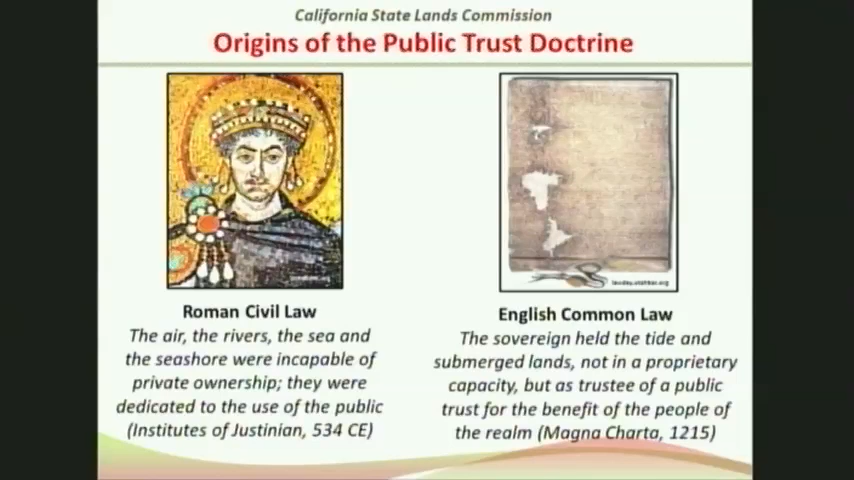 California State Lands Commission
Origins of the Public Trust Doctrine
Roman Civil Law
The air, the rivers, the sea and
the seashore were incapable of
private ownership; they were
dedicated to the use of the public
(Institutes of Justinian, 534 CE)
English Common Law
The sovereign held the tide and
submerged lands, not in a proprietary
capacity, but as trustee of a public
trust for the benefit of the people of
the realm (Magna Charta, 1215)